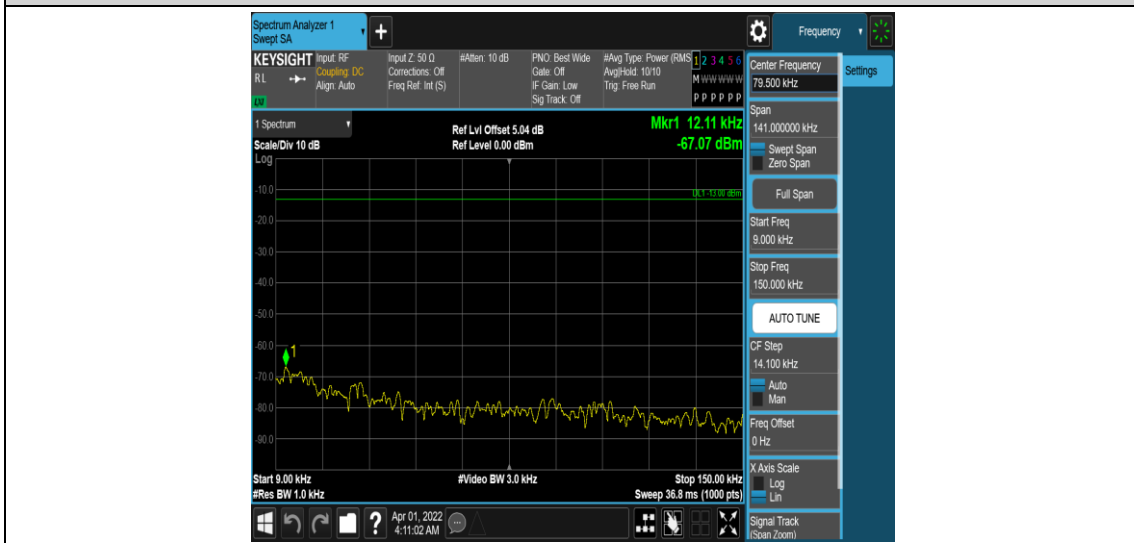 Spectrum Analyzer 1
Swept SA
+
Frequency
KEYSIGHT
RL
LXI
Input: RF
Coupling: DC
Align: Auto
Input Z: 50 Ω
Corrections: Off
Freq Ref: Int (S)
#Atten: 10 dB
PNO: Best Wide
Gate: Off
IF Gain: Low
Sig Track: Off
#Avg Type: Power (RMS
Avg|Hold: 10/10
Trig: Free Run
1 2 3 4 5 6
M W W W W W
P P P P P P
1 Spectrum
Scale/Div 10 dB
Log
Ref Lvl Offset 5.04 dB
Ref Level 0.00 dBm
Mkr1 12.11 kHz
-67.07 dBm
DL1 -13.00 dBm
-10.0
-20.0
-30.0
-40.0
-50.0
-60.0
-70.0
-80.0
-90.0
1
Start 9.00 kHz
#Res BW 1.0 kHz
#Video BW 3.0 kHz
Stop 150.00 kHz
Sweep 36.8 ms (1000 pts)
?
Apr 01, 2022
4:11:02 AM
Center Frequency
79.500 kHz
Span
141.000000 kHz
Swept Span
Zero Span
Full Span
Start Freq
9.000 kHz
Stop Freq
150.000 kHz
AUTO TUNE
CF Step
14.100 kHz
Auto
Man
Freq Offset
0 Hz
X Axis Scale
Log
Lin
Signal Track
(Span Zoom)
Settings